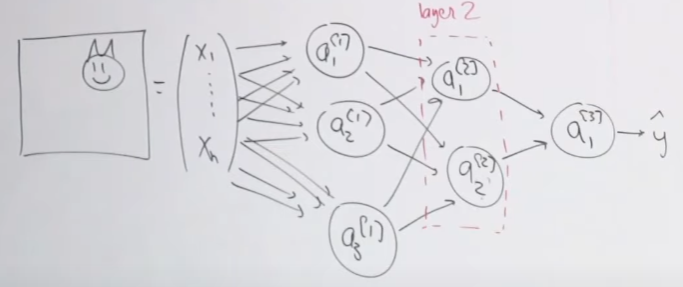 layer 2
=
x₁
xₙ
a₁^[1]
a₂^(1)
a₃^[1]
a₁^[2]
a₂^[2]
a₁^[3]
ŷ